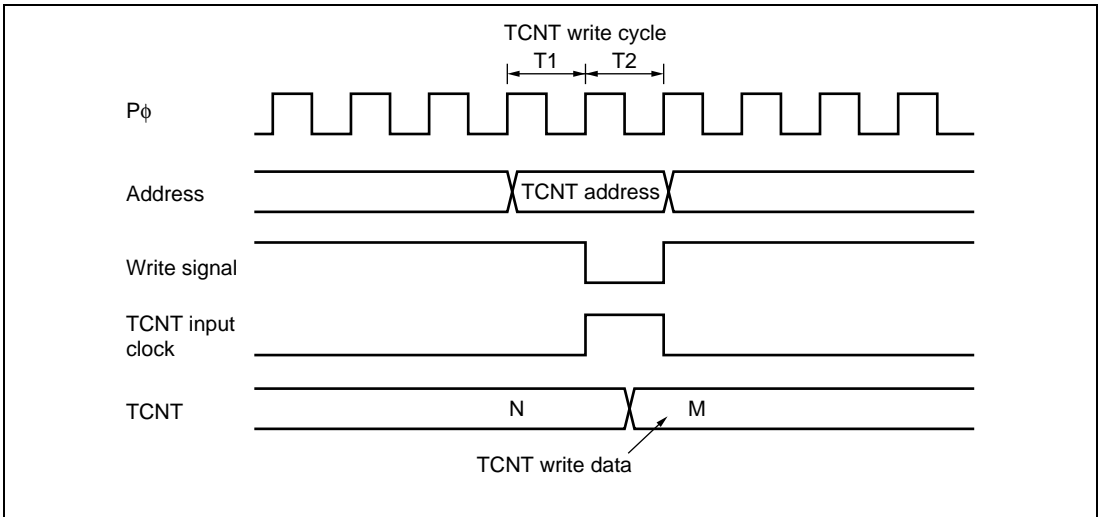 TCNT write cycle
T1 T2
Pϕ
Address
TCNT address
Write signal
TCNT input
clock
TCNT
N
M
TCNT write data